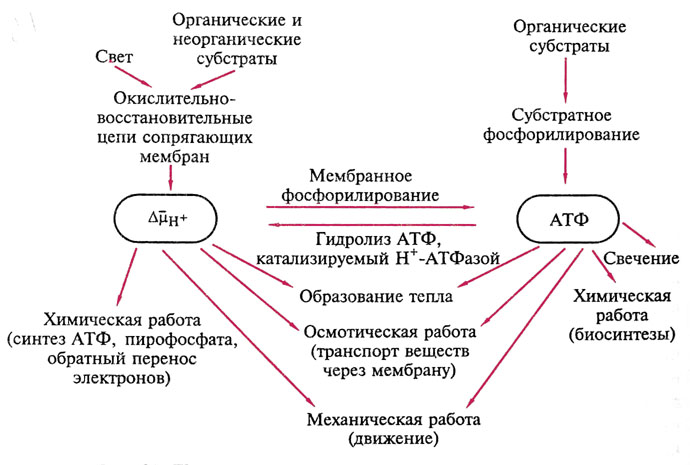 Органические и
неорганические
субстраты
Свет
Органические
субстраты
Окислительно-
восстановительные
цепи сопрягающих
мембран
Субстратное
фосфорилирование
Мембранное
фосфорилирование
Δμ̄H⁺
АТФ
Гидролиз АТФ,
катализируемый Н⁺-АТФазой
Свечение
Образование тепла
Химическая
работа
(биосинтезы)
Химическая работа
(синтез АТФ, пирофосфата,
обратный перенос
электронов)
Осмотическая работа
(транспорт веществ
через мембрану)
Механическая работа
(движение)